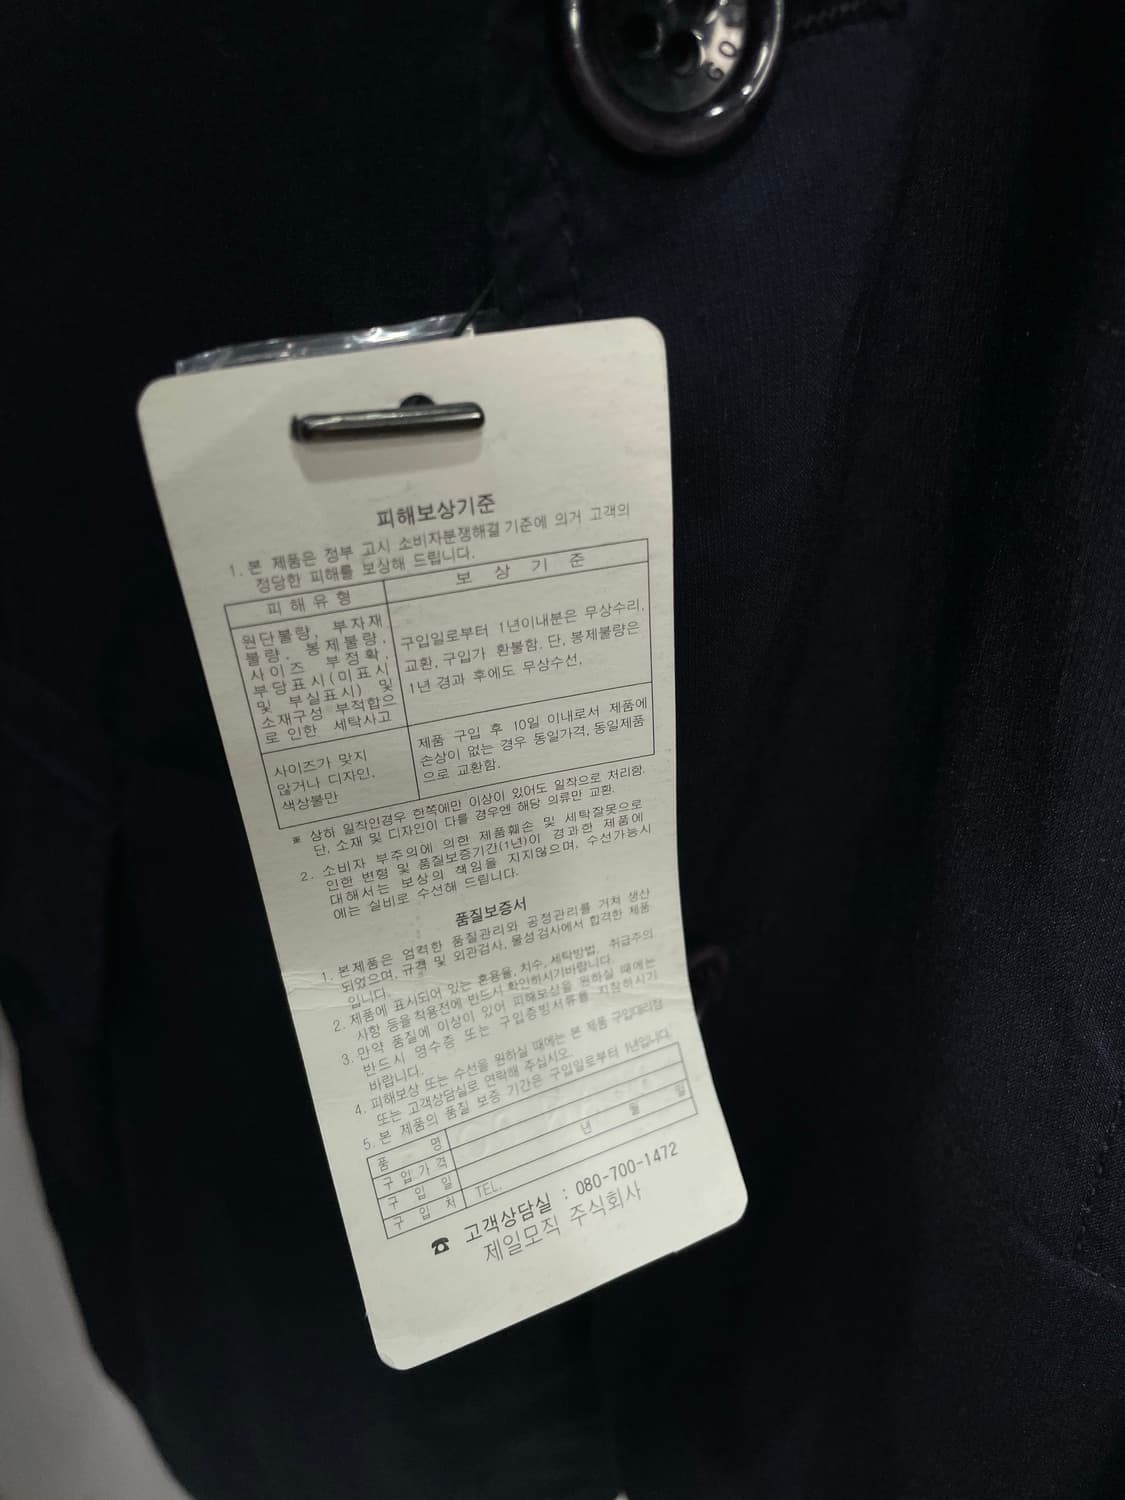 GO
피해보상기준
1. 본 제품은 정부 고시 소비자분쟁해결 기준에 의거 고객의
정당한 피해를 보상해 드립니다.
피 해 유 형
보 상 기 준
원단불량, 부자재
불량, 봉제불량,
사이즈 부정확,
부당표시(미표시
및 부실표시) 및
소재구성 부적합으
로 인한 세탁사고
구입일로부터 1년이내분은 무상수리,
교환, 구입가 환불함. 단, 봉제불량은
1년 경과 후에도 무상수선,
사이즈가 맞지
않거나 디자인,
색상불만
제품 구입 후 10일 이내로서 제품에
손상이 없는 경우 동일가격, 동일제품
으로 교환함.
※ 상하 일착인경우 한쪽에만 이상이 있어도 일착으로 처리함.
단, 소재 및 디자인이 다를 경우엔 해당 의류만 교환.
2. 소비자 부주의에 의한 제품훼손 및 세탁잘못으로
인한 변형 및 품질보증기간(1년)이 경과한 제품에
대해서는 보상의 책임을 지지않으며, 수선가능시
에는 실비로 수선해 드립니다.
품질보증서
1. 본제품은 엄격한 품질관리와 공정관리를 거쳐 생산
되었으며, 규격 및 외관검사, 물성검사에서 합격한 제품
입니다.
2. 제품에 표시되어 있는 혼용율, 치수, 세탁방법, 취급주의
사항 등을 착용전에 반드시 확인하시기바랍니다.
3. 만약 품질에 이상이 있어 피해보상을 원하실 때에는
반드시 영수증 또는 구입증빙서류를 지참하시기
바랍니다.
4. 피해보상 또는 수선을 원하실 때에는 본 제품 구입대리점
또는 고객상담실로 연락해 주십시오.
5. 본 제품의 품질 보증 기간은 구입일로부터 1년입니다.
품 명
구 입 가 격
구 입 일
년 월 일
구 입 처
TEL.
☎ 고객상담실 : 080-700-1472
제일모직 주식회사